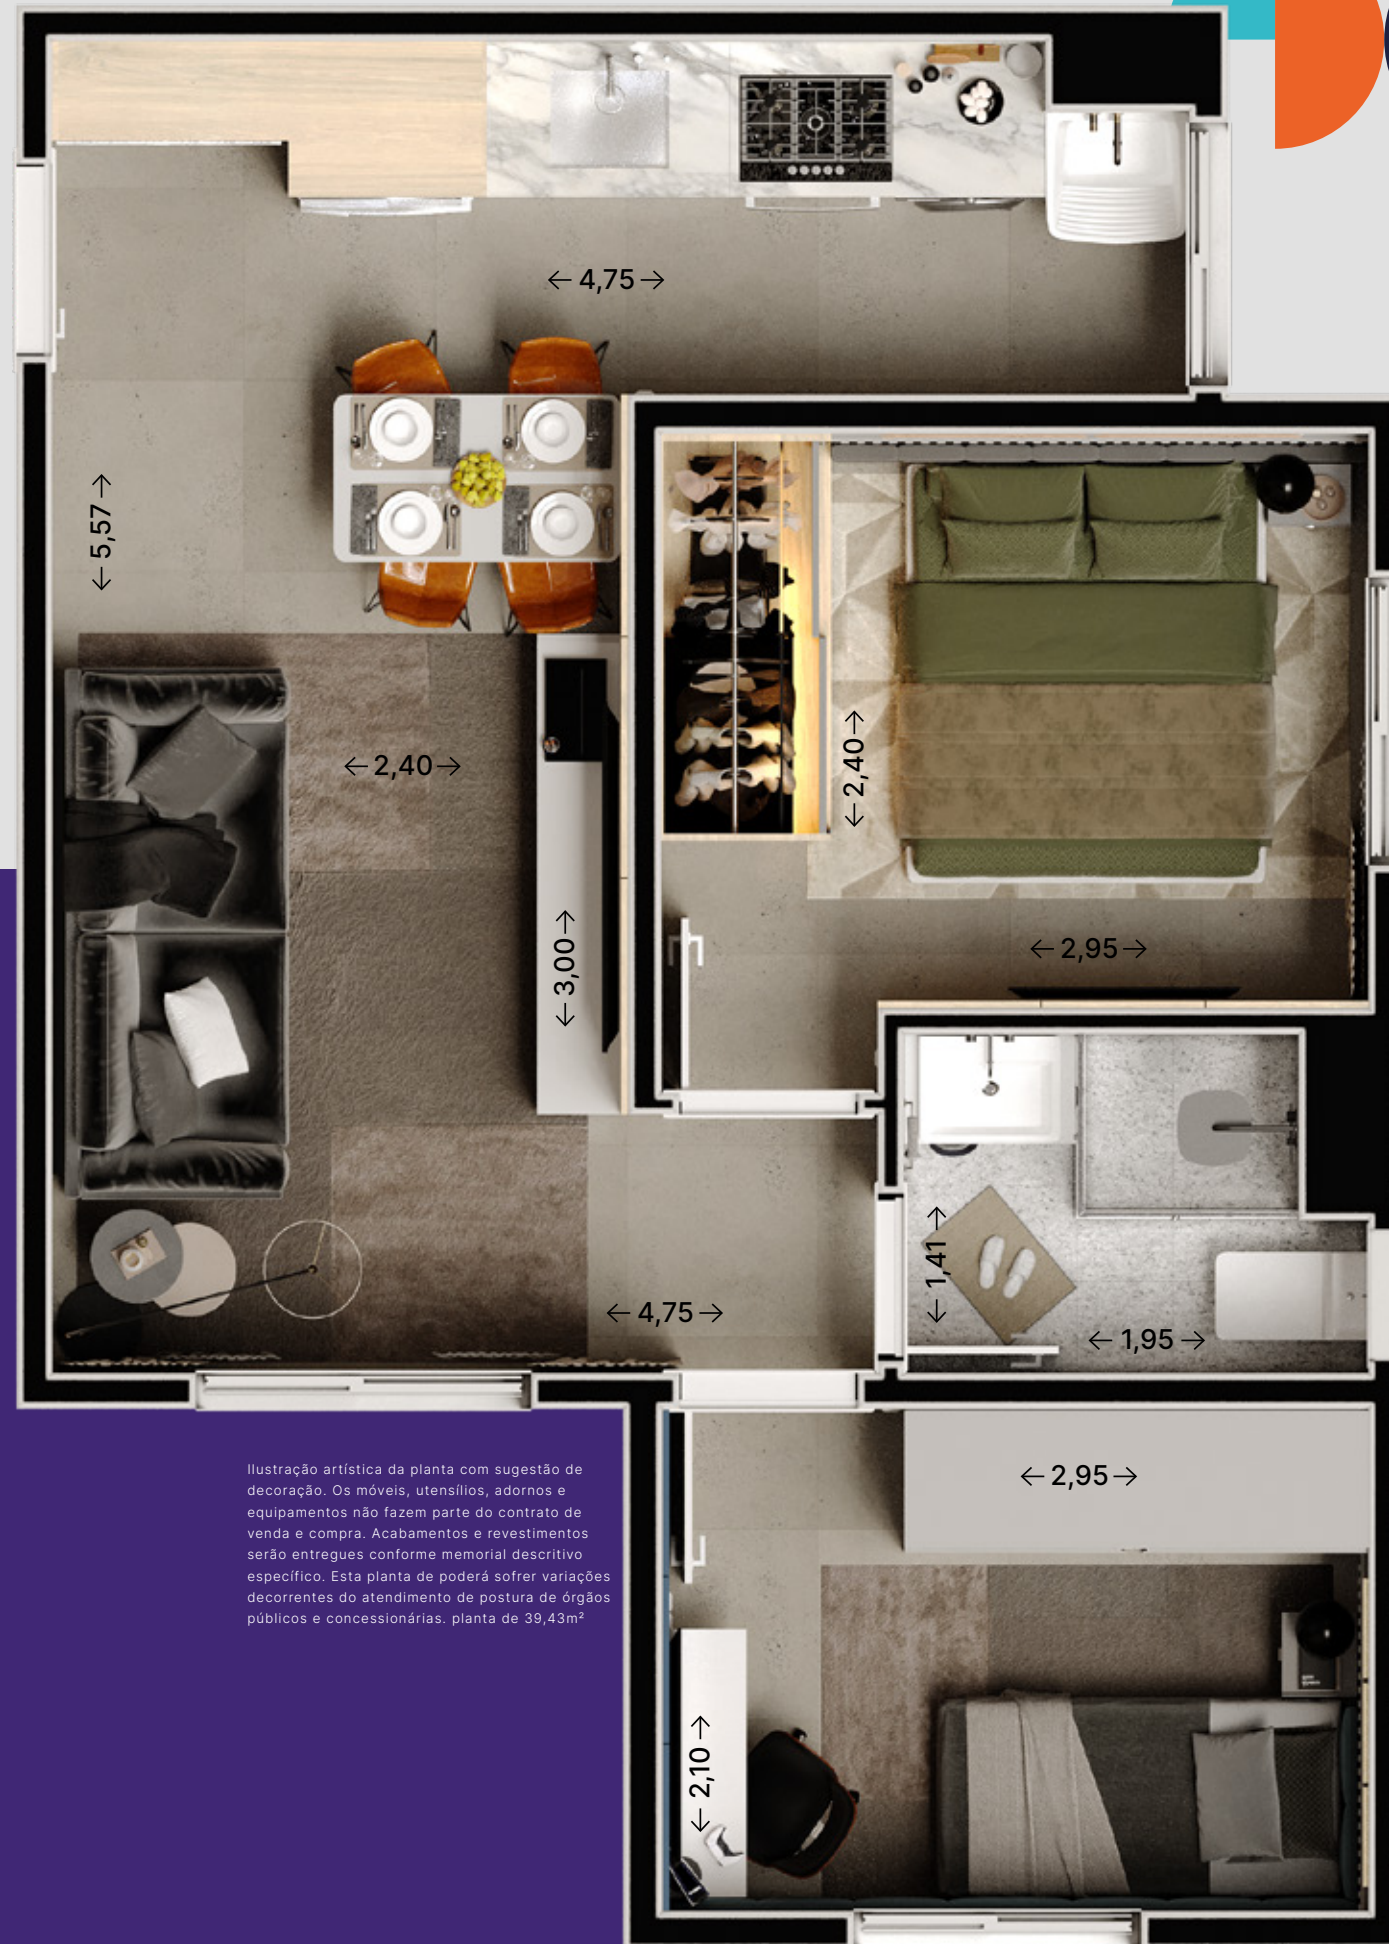 4,75
5,57
2,40
2,40
3,00
2,95
1,41
4,75
1,95
2,95
2,10
Ilustração artística da planta com sugestão de
decoração. Os móveis, utensílios, adornos e
equipamentos não fazem parte do contrato de
venda e compra. Acabamentos e revestimentos
serão entregues conforme memorial descritivo
específico. Esta planta de poderá sofrer variações
decorrentes do atendimento de postura de órgãos
públicos e concessionárias. planta de 39,43m²